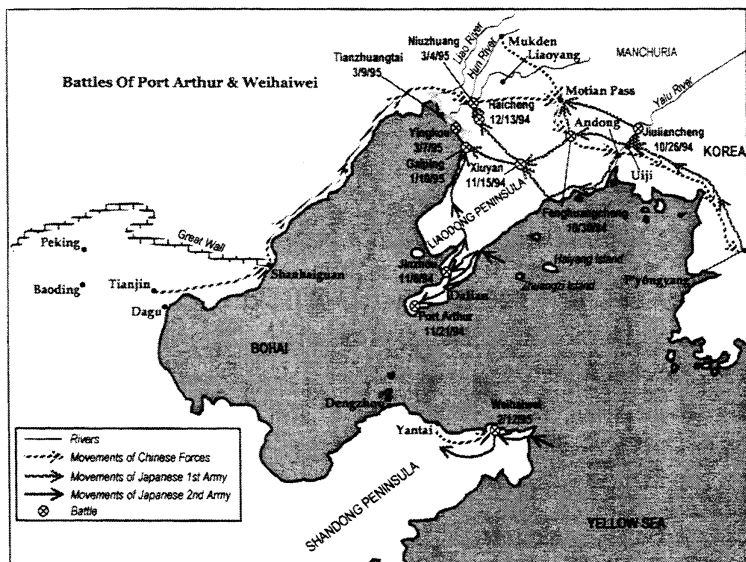 Battles Of Port Arthur & Weihaiwei
Niuzhuang
3/4/95
Tianzhuangtai
3/9/95
Liao River
Hun River
Mukden
Liaoyang
MANCHURIA
Haicheng
12/13/94
Motian Pass
Yalu River
Andong
Jiuliancheng
10/26/94
KOREA
Yingkou
3/7/95
Gaiping
1/10/95
Xiuyan
11/15/94
Uiji
LIAODONG PENINSULA
Fenghuangcheng
10/30/94
Great Wall
Peking
Baoding
Tianjin
Dagu
Shanhaiguan
Jinzhou
Haiyang Island
P'yongyang
Dalian
Port Arthur
11/21/94
BOHAI
Dengzhou
Weihaiwei
2/12/95
Yantai
SHANDONG PENINSULA
YELLOW SEA
Rivers
Movements of Chinese Forces
Movements of Japanese 1st Army
Movements of Japanese 2nd Army
Battle